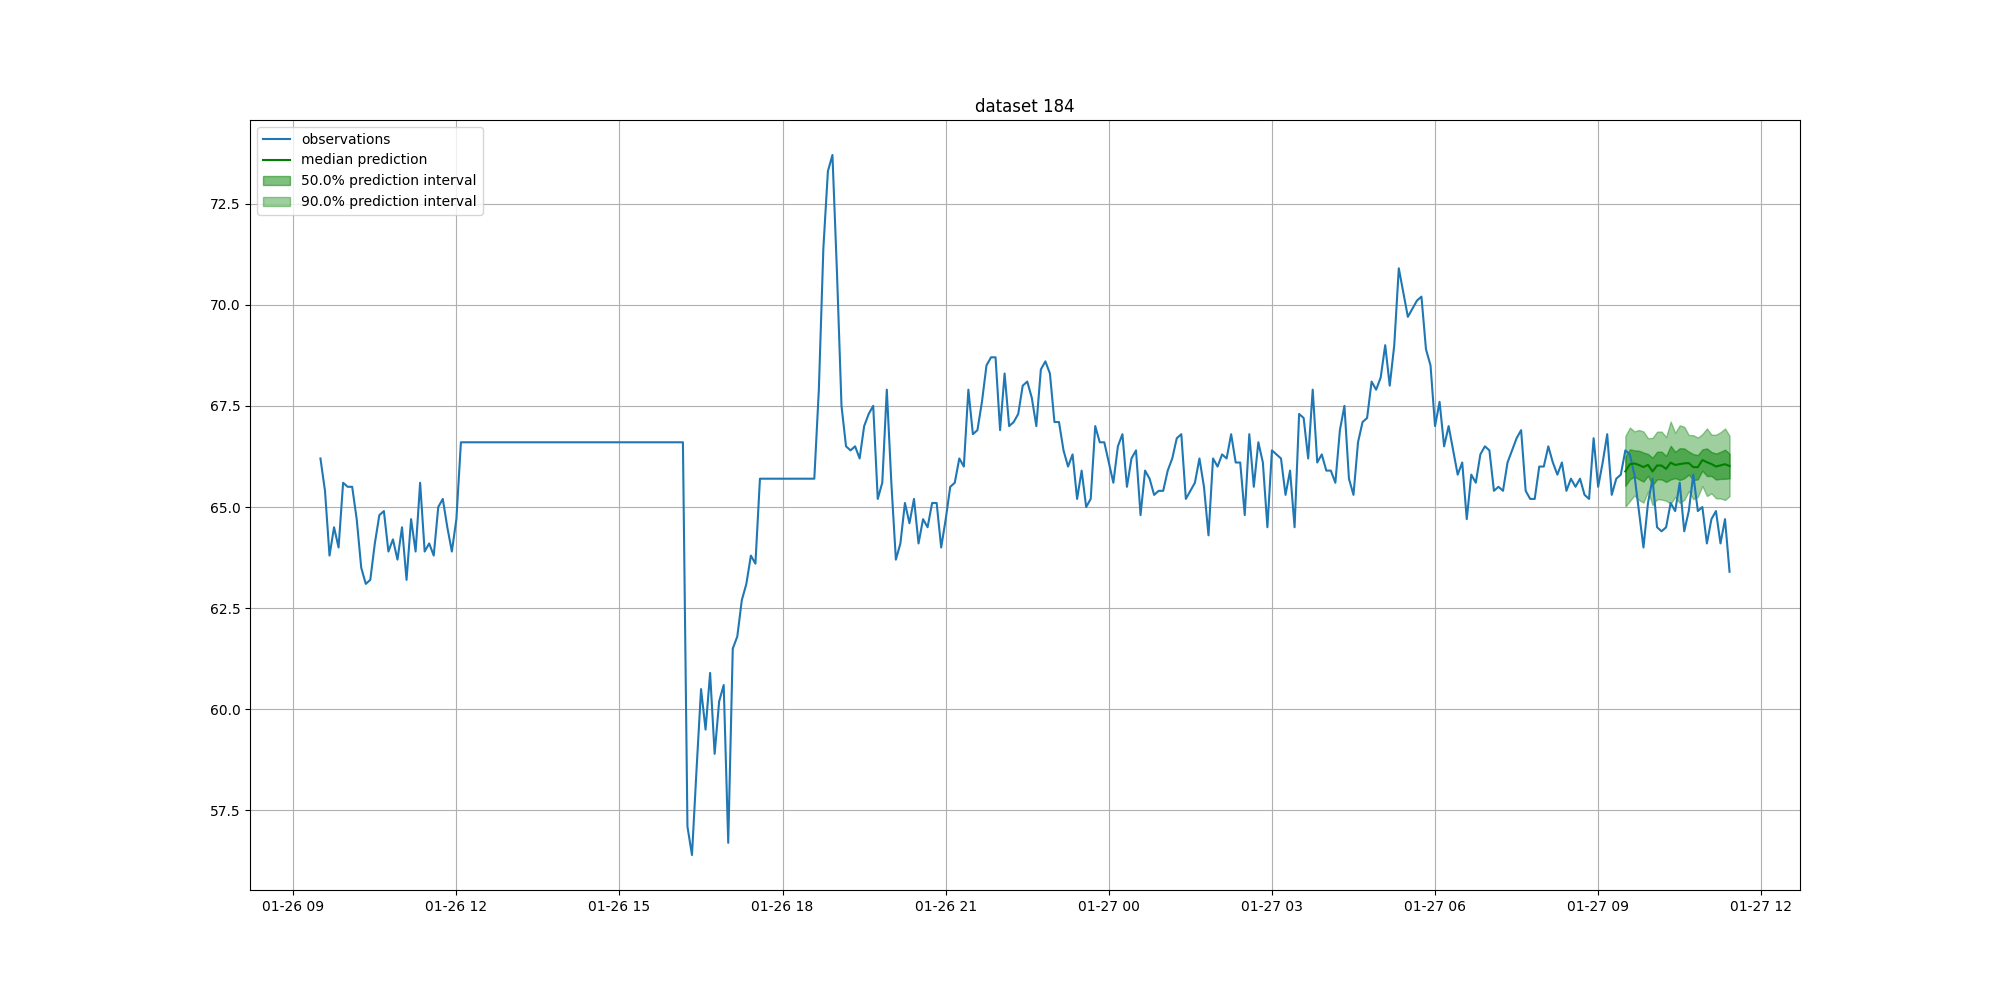 dataset 184
observations
median prediction
50.0% prediction interval
90.0% prediction interval
72.5
70.0
67.5
65.0
62.5
60.0
57.5
01-26 09 01-26 12 01-26 15 01-26 18 01-26 21 01-27 00 01-27 03 01-27 06 01-27 09 01-27 12